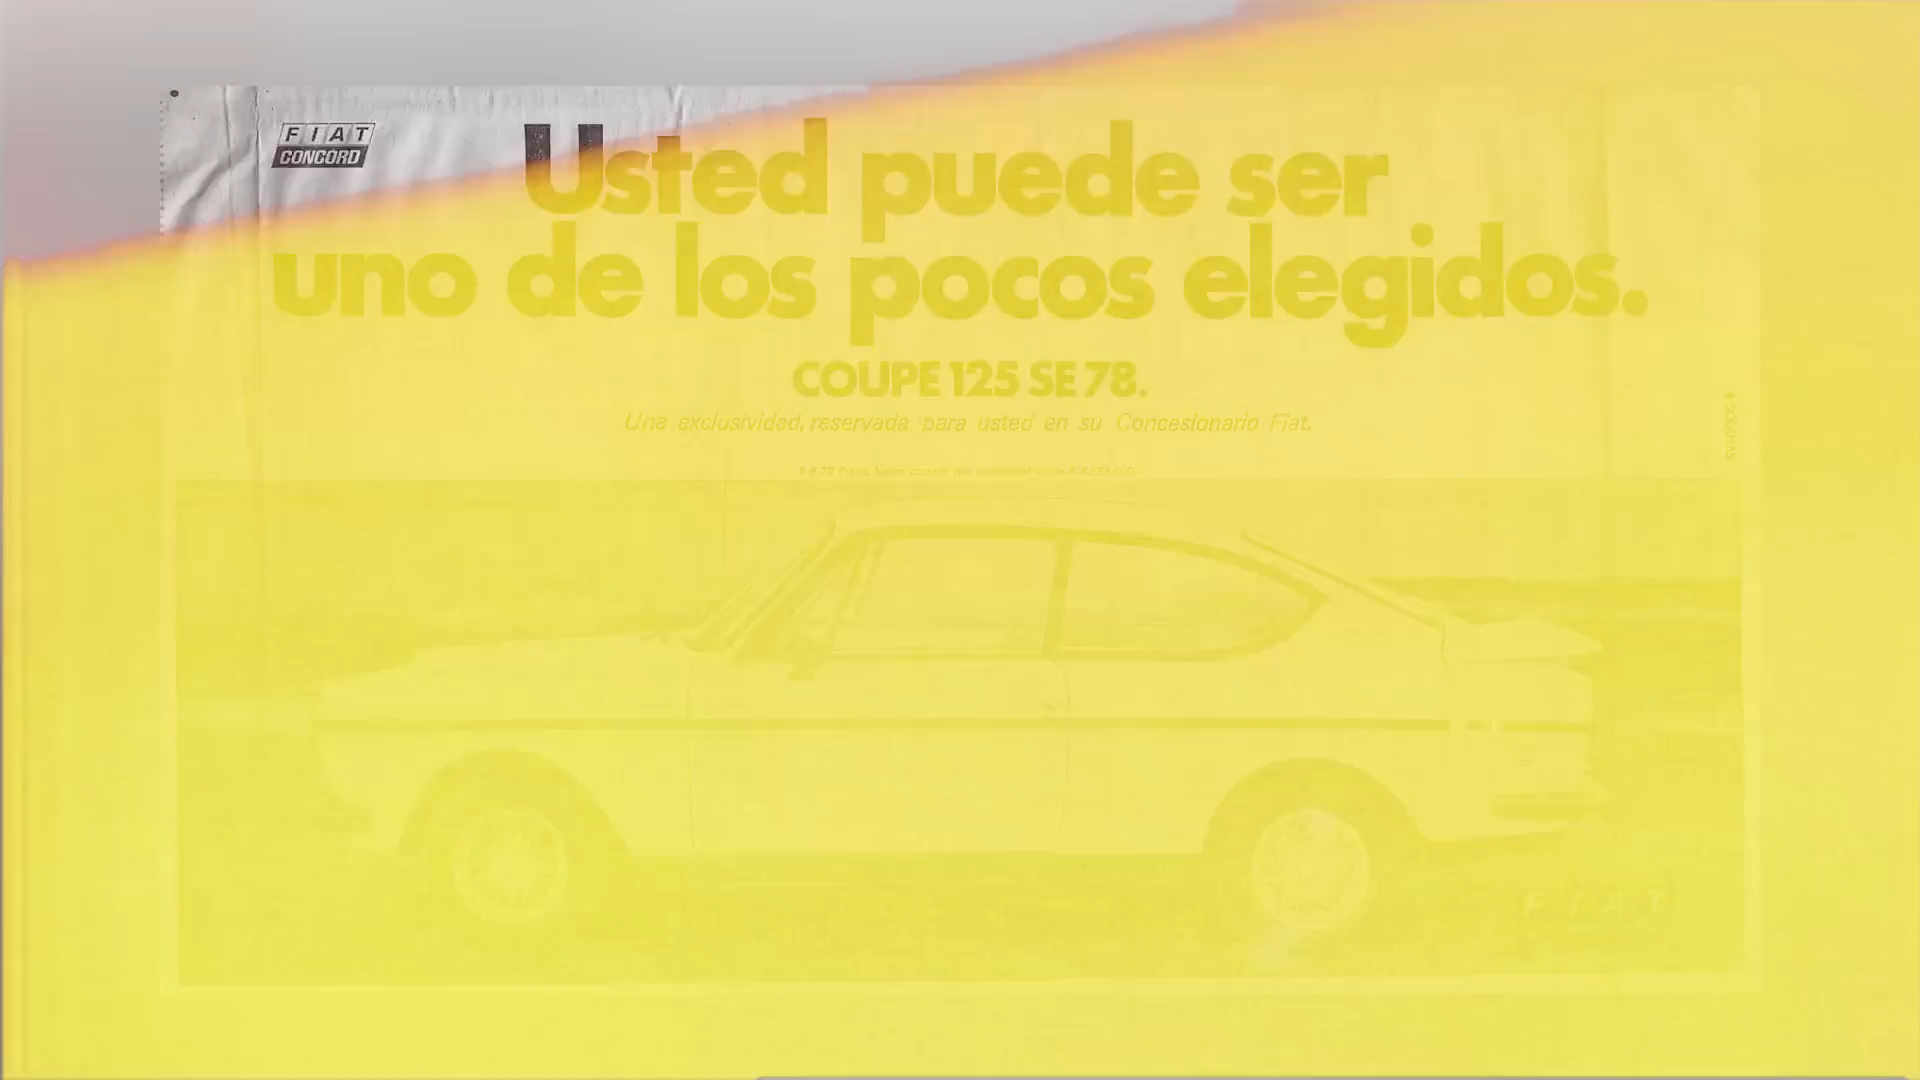 FIAT
CONCORD
Usted puede ser
uno de los pocos elegidos.
COUPE 125 SE 78.
Una exclusividad, reservada para usted en su Concesionario Fiat.
FIAT